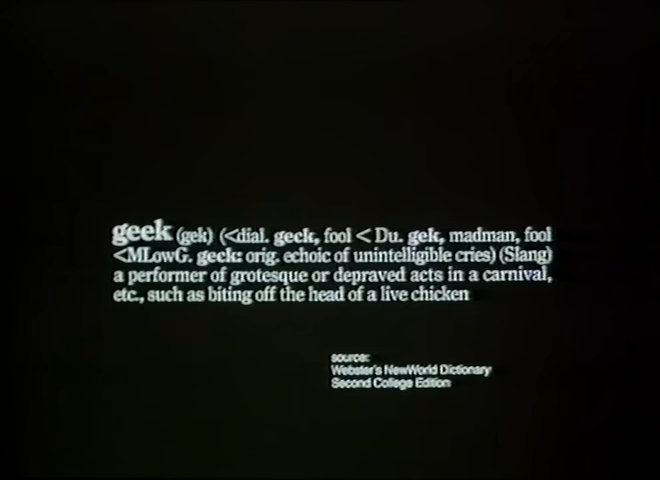 geek (gek) (<dial. geck, fool < Du. gek, madman, fool
<MLowG. geck: orig. echoic of unintelligible cries) (Slang)
a performer of grotesque or depraved acts in a carnival,
etc., such as biting off the head of a live chicken
source:
Webster's NewWorld Dictionary
Second College Edition